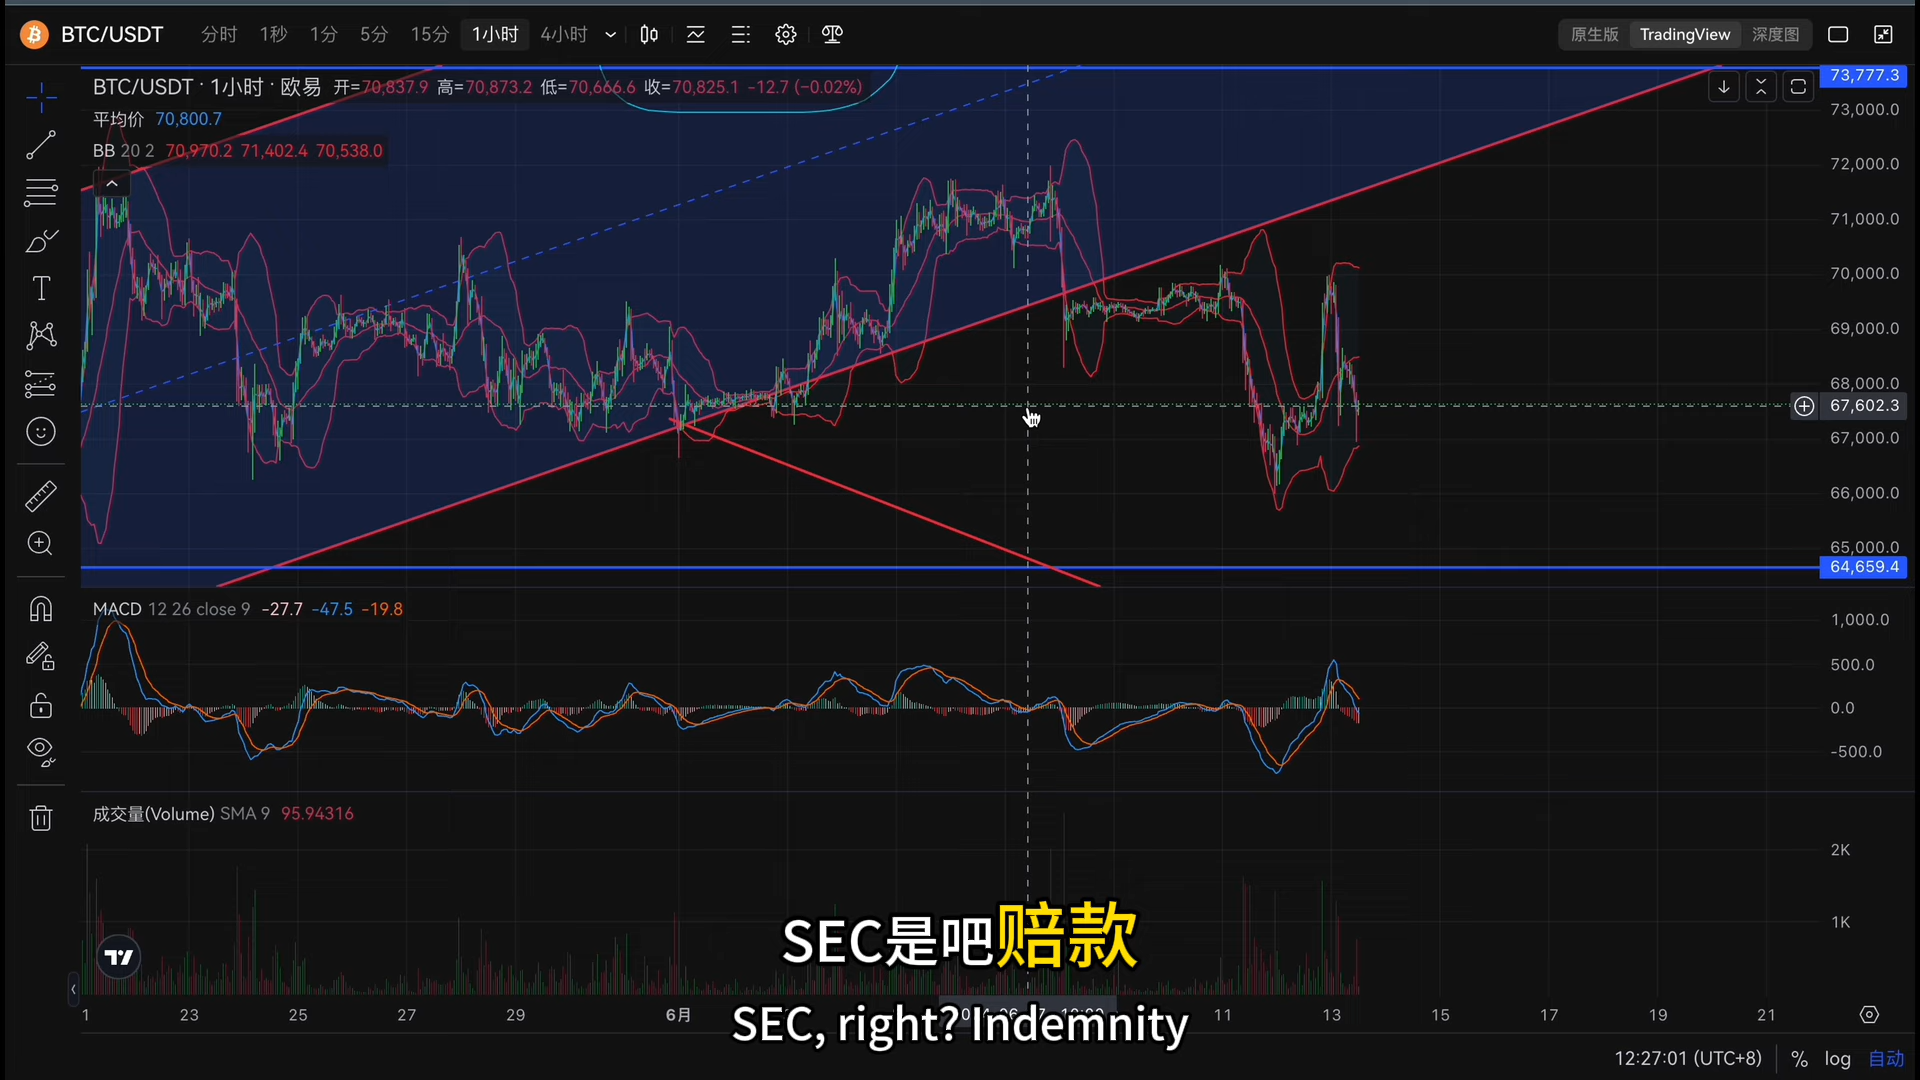 BTC/USDT 分时 1秒 1分 5分 15分 1小时 4小时 原生版 TradingView 深度图
BTC/USDT · 1小时 · 欧易 开=70,837.9 高=70,873.2 低=70,666.6 收=70,825.1 -12.7 (−0.02%)
平均价 70,800.7
BB 20 2 70,970.2 71,402.4 70,538.0
73,777.3
73,000.0
72,000.0
71,000.0
70,000.0
69,000.0
68,000.0
67,602.3
67,000.0
66,000.0
65,000.0
64,659.4
MACD 12 26 close 9 −27.7 −47.5 −19.8
1,000.0
500.0
0.0
-500.0
成交量(Volume) SMA 9 95.94316
2K
1K
SEC是吧赔款
SEC, right? Indemnity
1 23 25 27 29 6月 11 13 15 17 19 21
12:27:01 (UTC+8) % log 自动